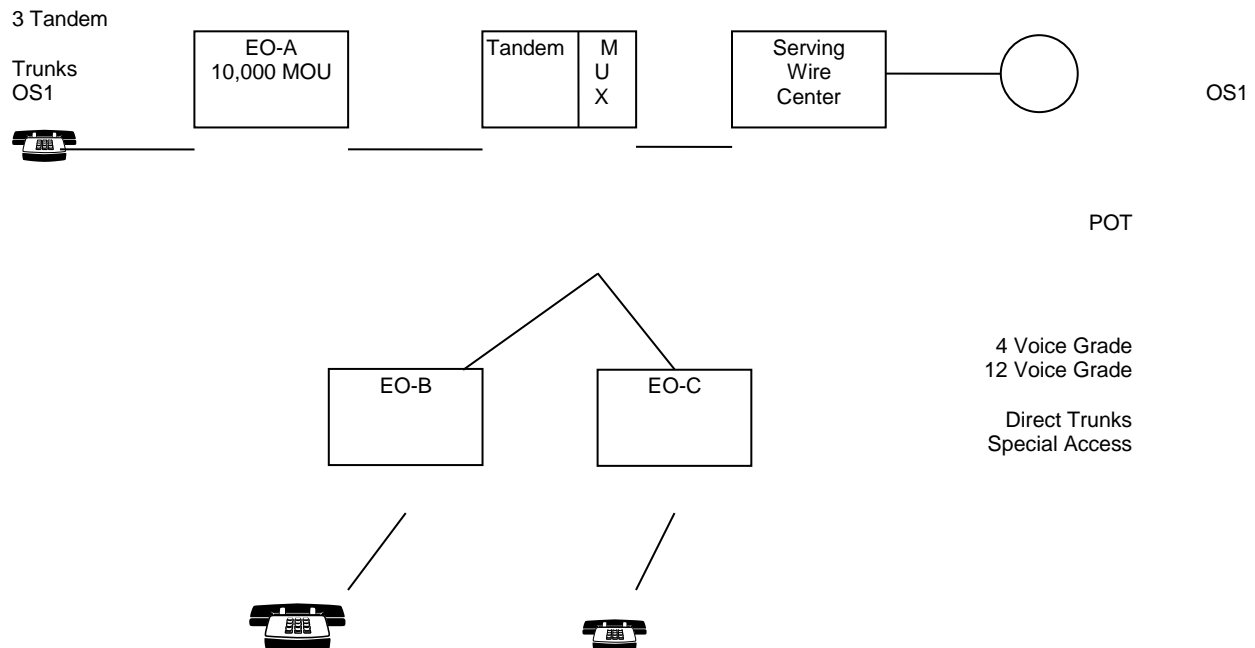 3 Tandem
Trunks
OS1
EO-A
10,000 MOU
Tandem
M
U
X
Serving
Wire
Center
OS1
POT
4 Voice Grade
12 Voice Grade
Direct Trunks
Special Access
EO-B
EO-C